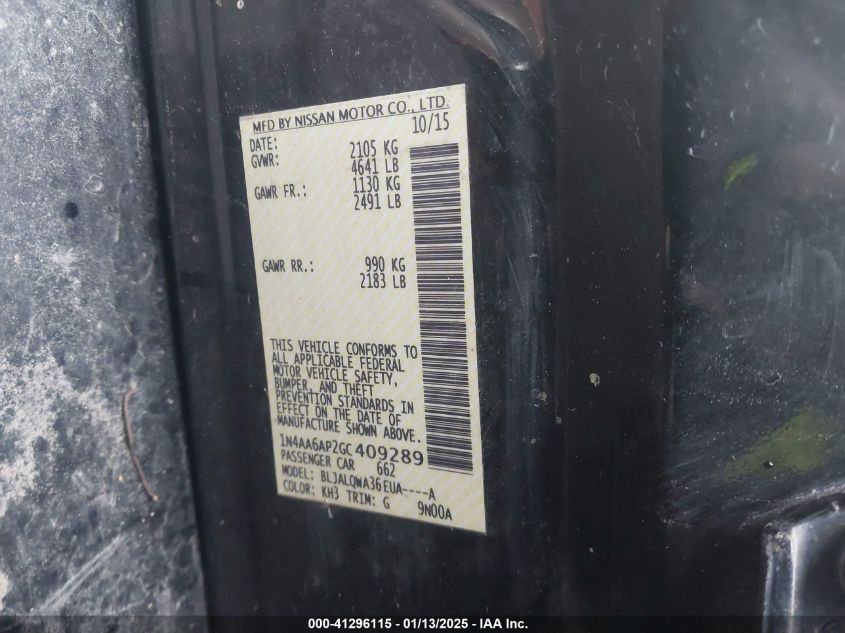 MFD BY NISSAN MOTOR CO., LTD.
DATE: 10/15
GVWR: 2105 KG
4641 LB
GAWR FR.: 1130 KG
2491 LB
GAWR RR.: 990 KG
2183 LB
THIS VEHICLE CONFORMS TO
ALL APPLICABLE FEDERAL
MOTOR VEHICLE SAFETY,
BUMPER, AND THEFT
PREVENTION STANDARDS IN
EFFECT ON THE DATE OF
MANUFACTURE SHOWN ABOVE.
1N4AA6AP2GC409289
PASSENGER CAR 662
MODEL: BLJALQWA36EUA----A
COLOR: KH3 TRIM: G 9N00A
000-41296115 - 01/13/2025 - IAA Inc.